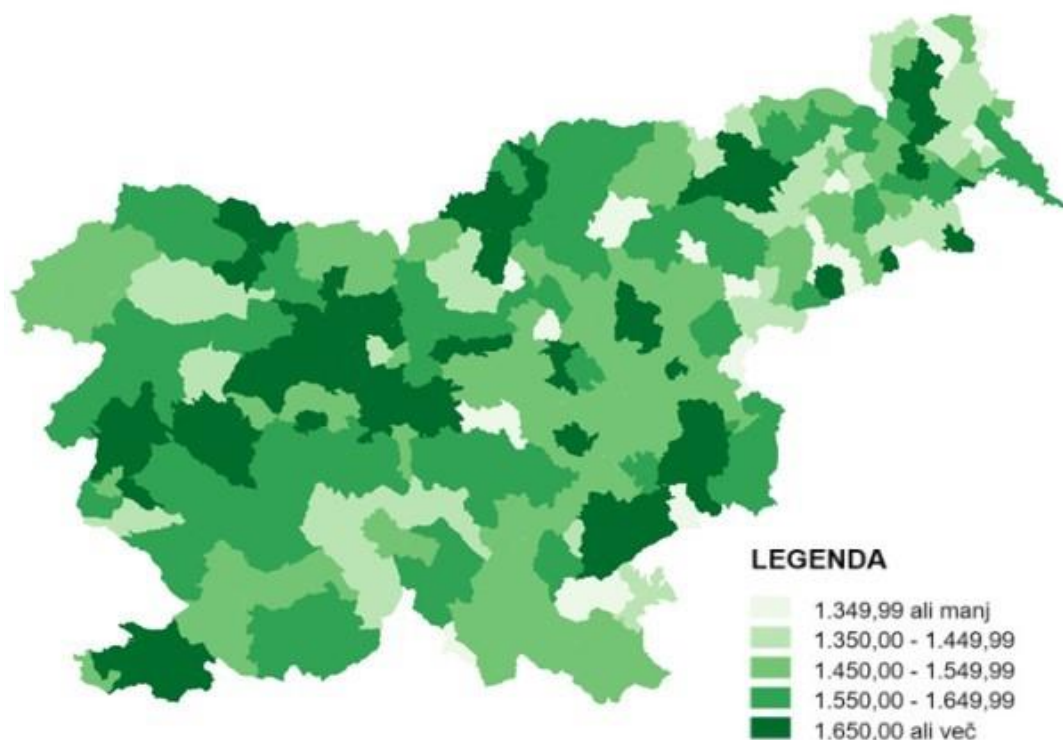 LEGENDA
1.349,99 ali manj
1.350,00 - 1.449,99
1.450,00 - 1.549,99
1.550,00 - 1.649,99
1.650,00 ali več